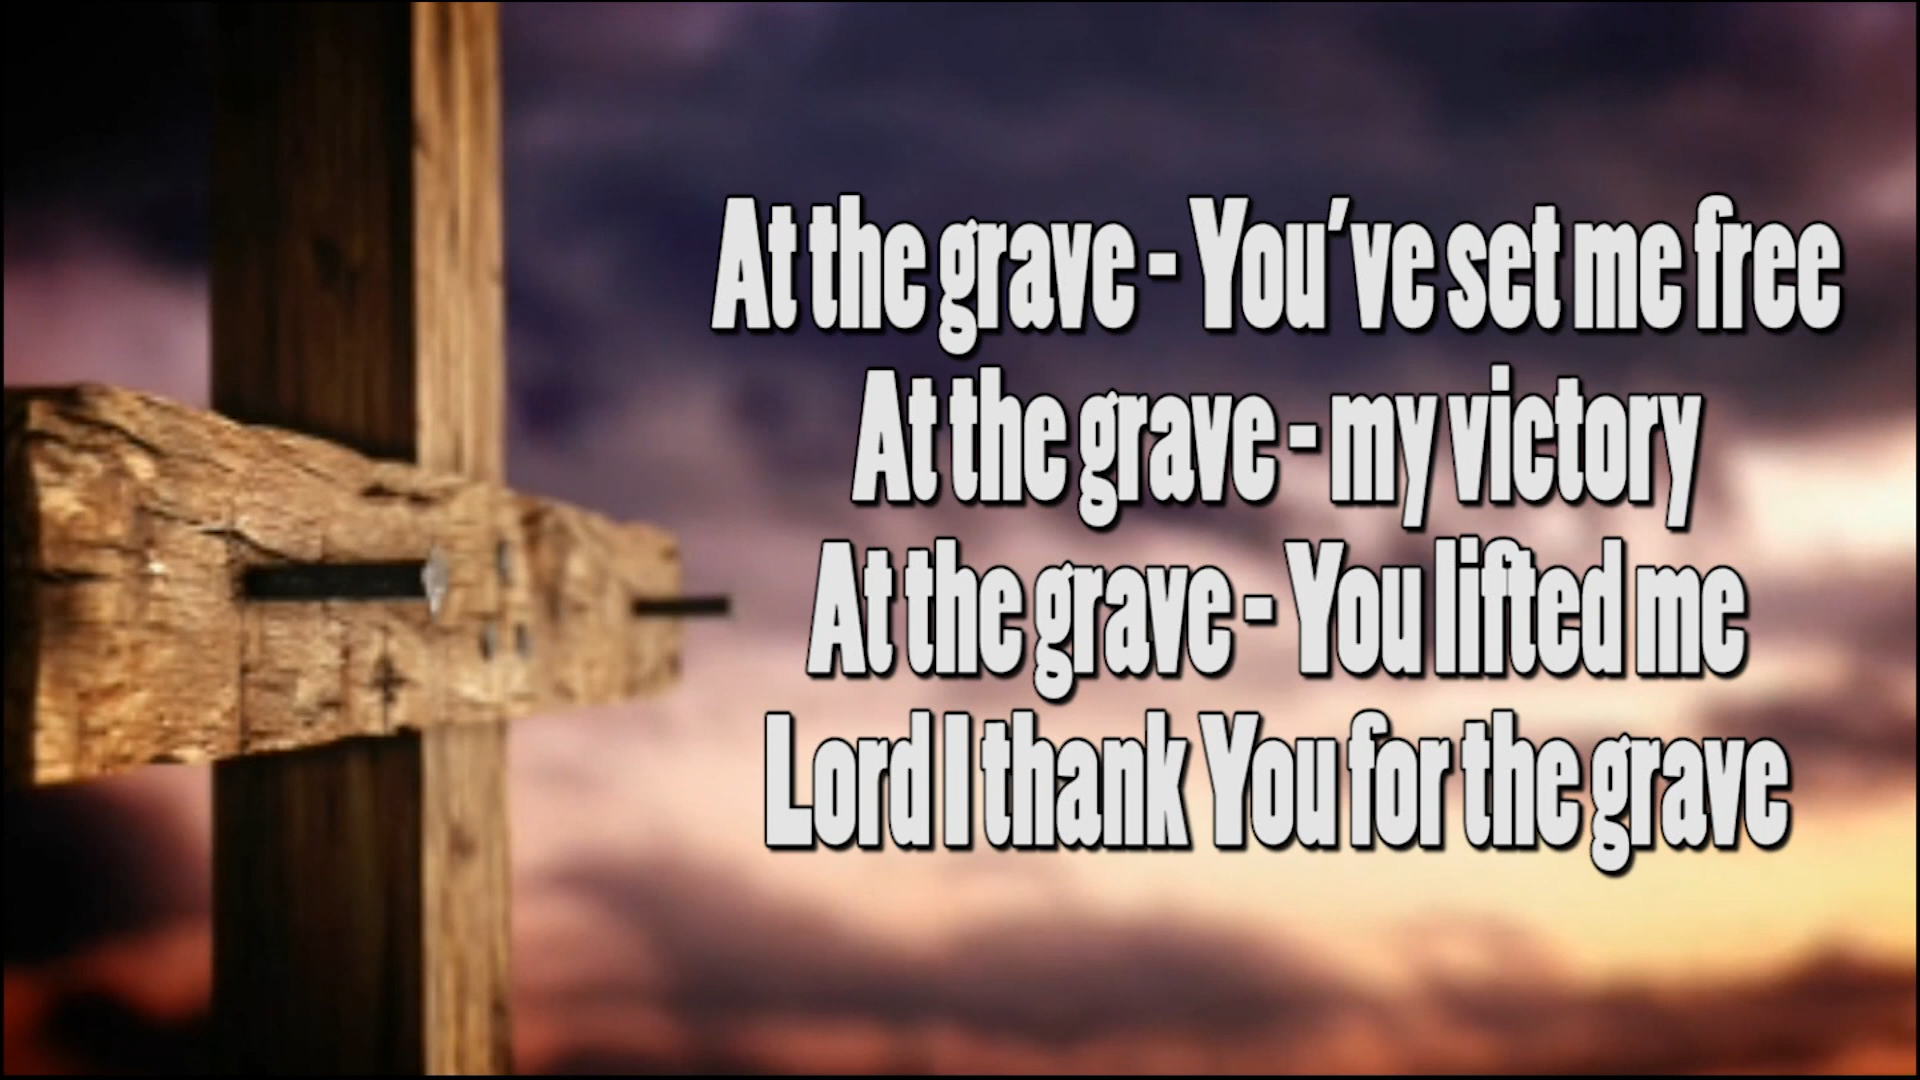 At the grave - You've set me free
At the grave - my victory
At the grave - You lifted me
Lord I thank You for the grave